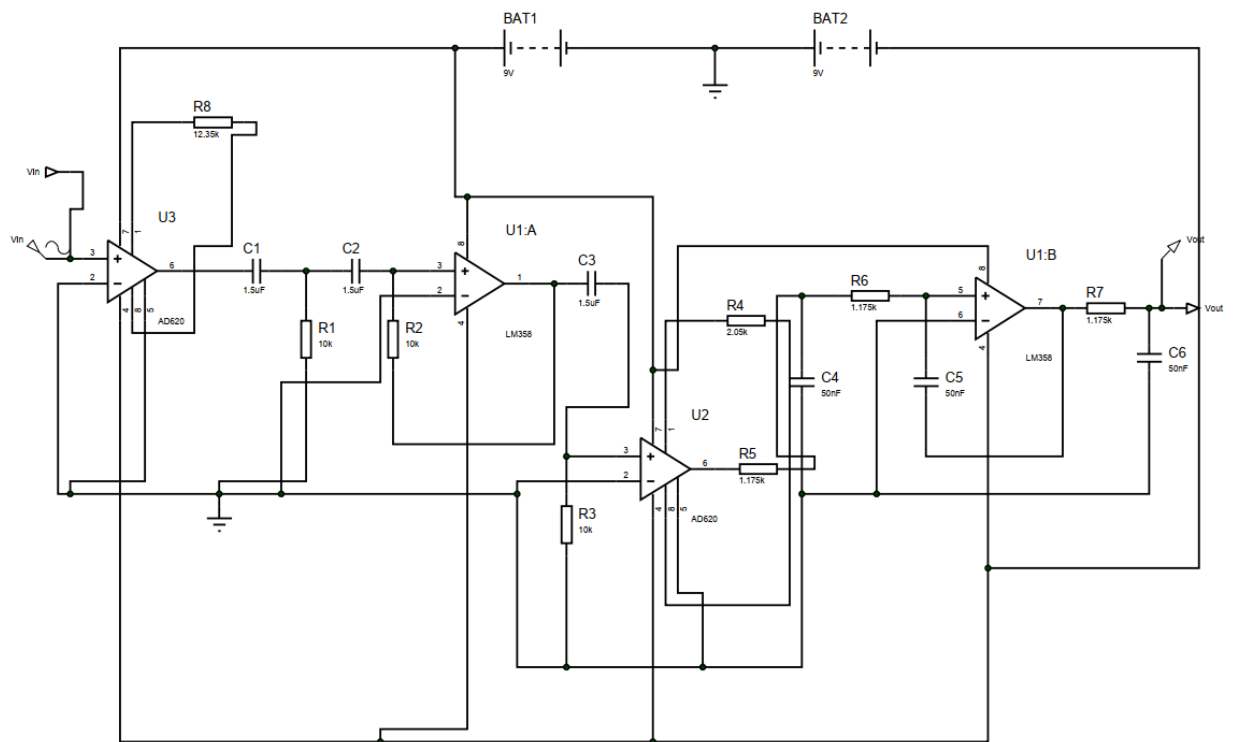 BAT1
9V
BAT2
9V
R8
12.35k
Vin
Vin
U3
7
1
3
2
6
4
8
5
AD620
C1
1.5uF
C2
1.5uF
R1
10k
R2
10k
U1:A
8
3
2
1
4
LM358
C3
1.5uF
R3
10k
R4
2.05k
U2
7
1
3
2
6
4
8
5
AD620
R5
1.175k
C4
50nF
R6
1.175k
U1:B
8
5
6
7
4
LM358
C5
50nF
R7
1.175k
Vout
Vout
C6
50nF